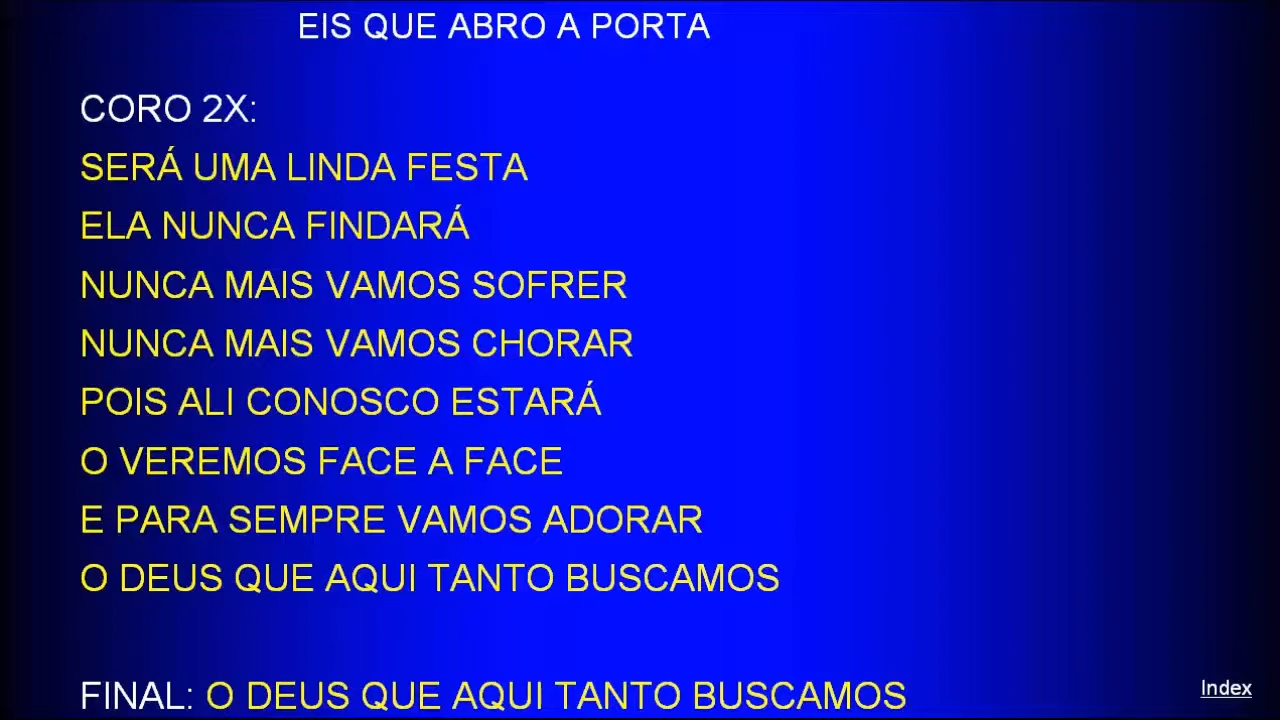 EIS QUE ABRO A PORTA
CORO 2X:
SERÁ UMA LINDA FESTA
ELA NUNCA FINDARÁ
NUNCA MAIS VAMOS SOFRER
NUNCA MAIS VAMOS CHORAR
POIS ALI CONOSCO ESTARÁ
O VEREMOS FACE A FACE
E PARA SEMPRE VAMOS ADORAR
O DEUS QUE AQUI TANTO BUSCAMOS
FINAL: O DEUS QUE AQUI TANTO BUSCAMOS
Index